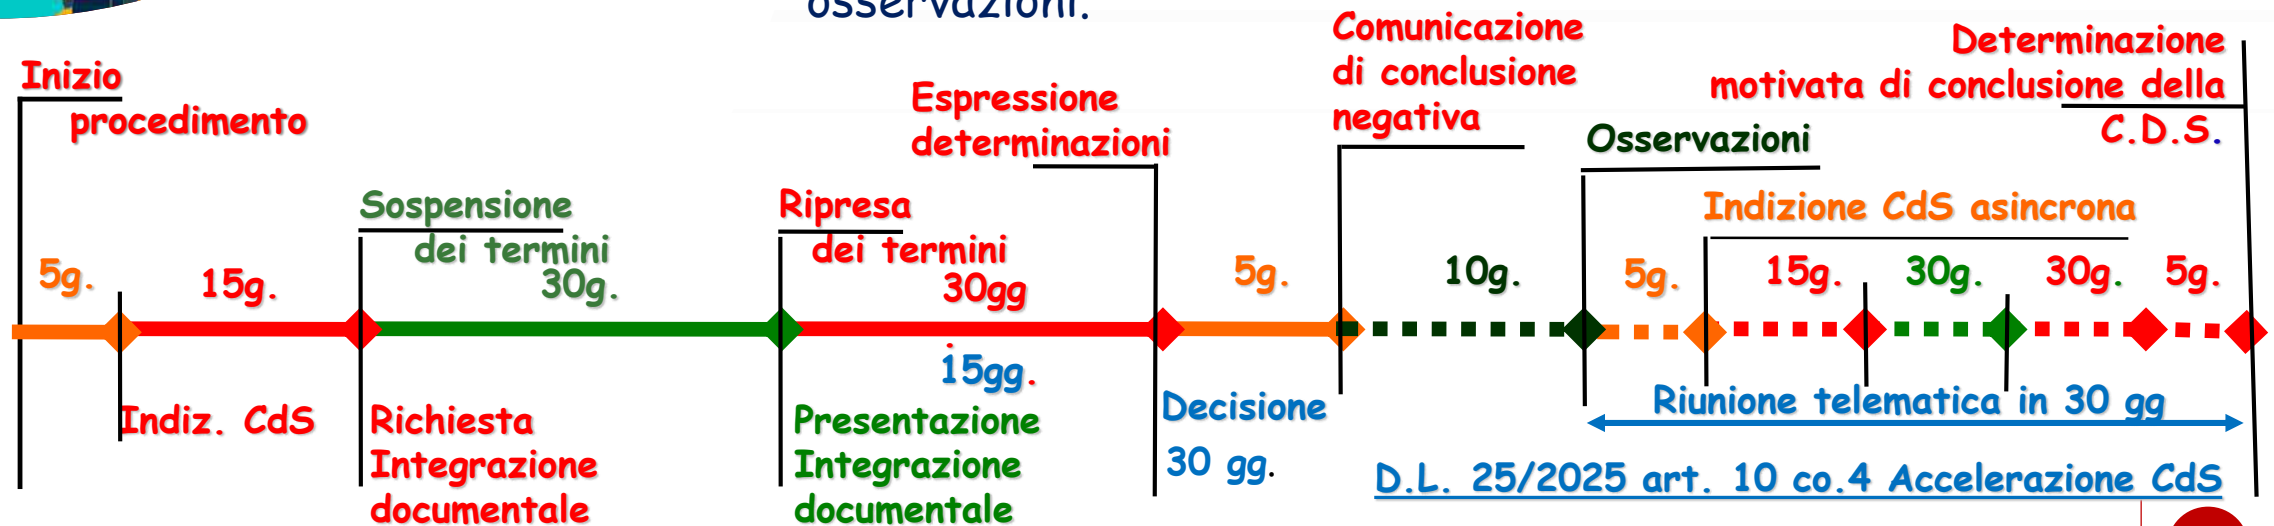 osservazioni.
Inizio
procedimento
Sospensione
dei termini
Ripresa
dei termini
Espressione
determinazioni
Comunicazione
di conclusione
negativa
Osservazioni
Determinazione
motivata di conclusione della
C.D.S.
Indizione CdS asincrona
5g.
15g.
30g.
30gg
.
15gg.
5g.
10g.
5g.
15g.
30g.
30g.
5g.
Indiz. CdS
Richiesta
Integrazione
documentale
Presentazione
Integrazione
documentale
Decisione
30 gg.
Riunione telematica in 30 gg
D.L. 25/2025 art. 10 co.4 Accelerazione CdS